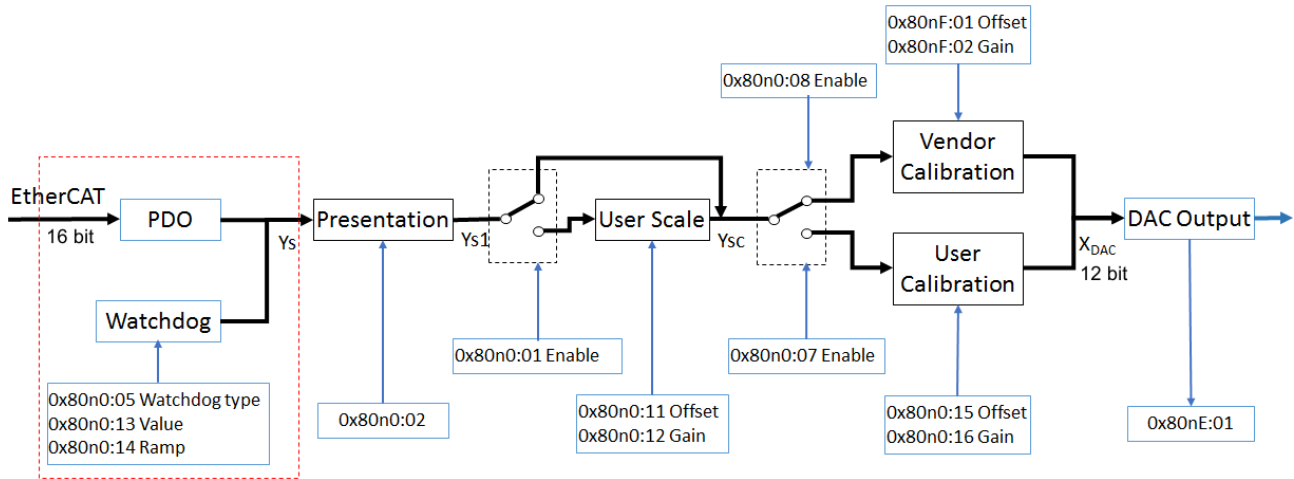 EtherCAT
16 bit
PDO
Ys
Watchdog
0x80n0:05 Watchdog type
0x80n0:13 Value
0x80n0:14 Ramp
Presentation
0x80n0:02
Ys1
0x80n0:01 Enable
User Scale
0x80n0:11 Offset
0x80n0:12 Gain
Ysc
0x80n0:08 Enable
0x80n0:07 Enable
0x80nF:01 Offset
0x80nF:02 Gain
Vendor
Calibration
User
Calibration
0x80n0:15 Offset
0x80n0:16 Gain
XDAC
12 bit
DAC Output
0x80nE:01